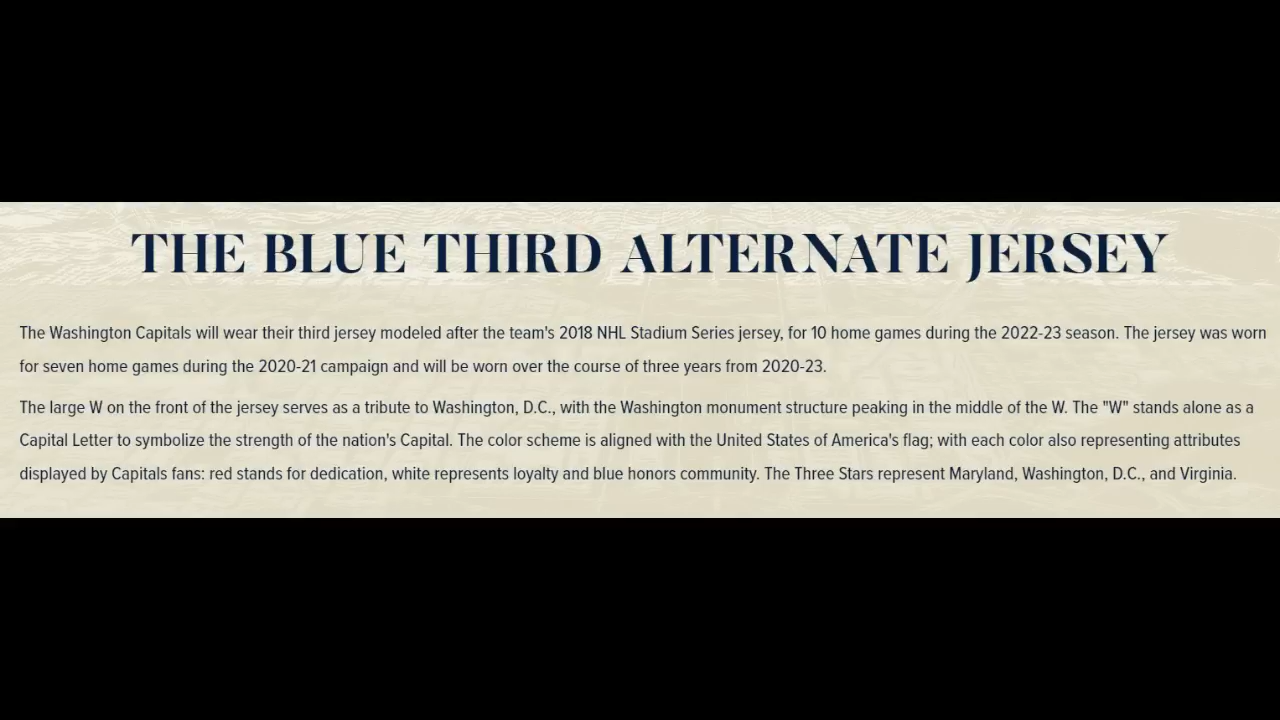 THE BLUE THIRD ALTERNATE JERSEY
The Washington Capitals will wear their third jersey modeled after the team's 2018 NHL Stadium Series jersey, for 10 home games during the 2022-23 season. The jersey was worn
for seven home games during the 2020-21 campaign and will be worn over the course of three years from 2020-23.
The large W on the front of the jersey serves as a tribute to Washington, D.C., with the Washington monument structure peaking in the middle of the W. The "W" stands alone as a
Capital Letter to symbolize the strength of the nation's Capital. The color scheme is aligned with the United States of America's flag; with each color also representing attributes
displayed by Capitals fans: red stands for dedication, white represents loyalty and blue honors community. The Three Stars represent Maryland, Washington, D.C., and Virginia.